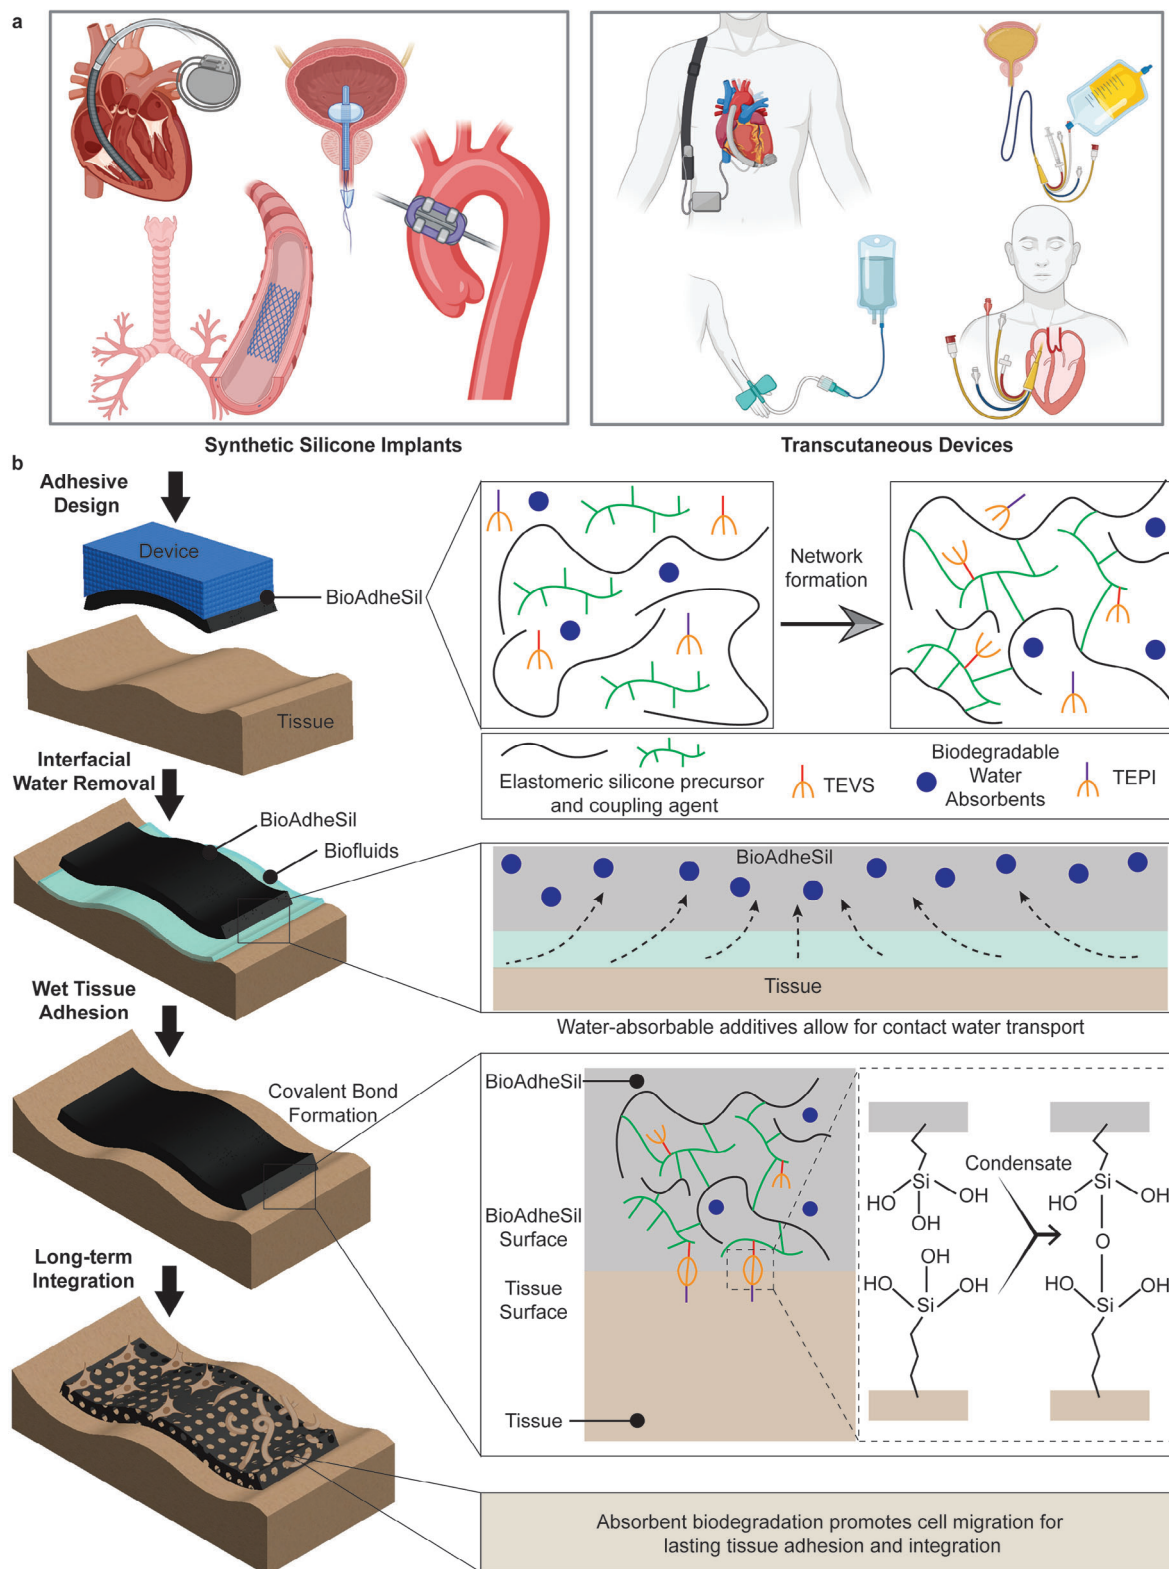 a
Synthetic Silicone Implants
Transcutaneous Devices
b
Adhesive
Design
Device
BioAdheSil
Tissue
Network
formation
Elastomeric silicone precursor
and coupling agent
TEVS
Biodegradable
Water
Absorbents
TEPI
Interfacial
Water Removal
BioAdheSil
Biofluids
BioAdheSil
Tissue
Water-absorbable additives allow for contact water transport
Wet Tissue
Adhesion
Covalent Bond
Formation
BioAdheSil
BioAdheSil
Surface
Tissue
Surface
Tissue
Condensate
Si
HO
OH
OH
OH
HO
Si
OH
Si
HO
OH
O
HO
Si
OH
Long-term
Integration
Absorbent biodegradation promotes cell migration for
lasting tissue adhesion and integration